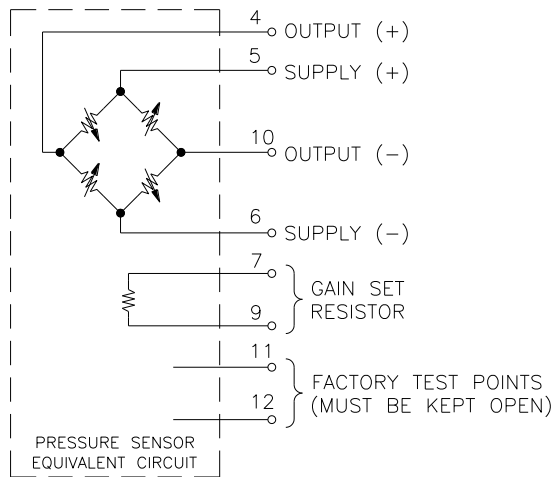 4
OUTPUT (+)
5
SUPPLY (+)
10
OUTPUT (-)
6
SUPPLY (-)
7
GAIN SET
RESISTOR
9
11
FACTORY TEST POINTS
(MUST BE KEPT OPEN)
12
PRESSURE SENSOR
EQUIVALENT CIRCUIT